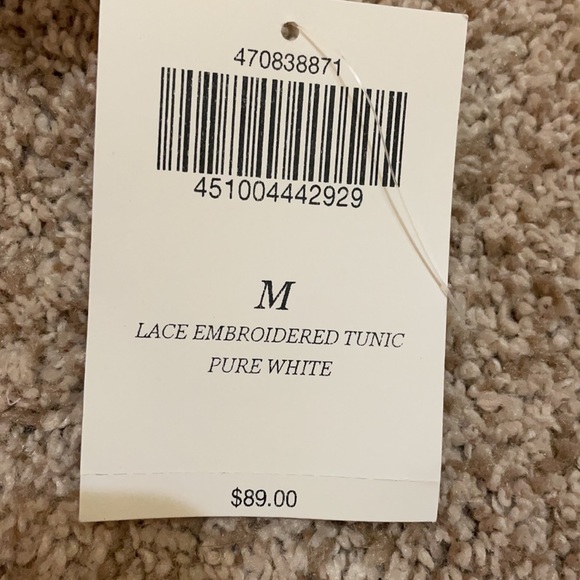 470838871
451004442929
M
LACE EMBROIDERED TUNIC
PURE WHITE
$89.00